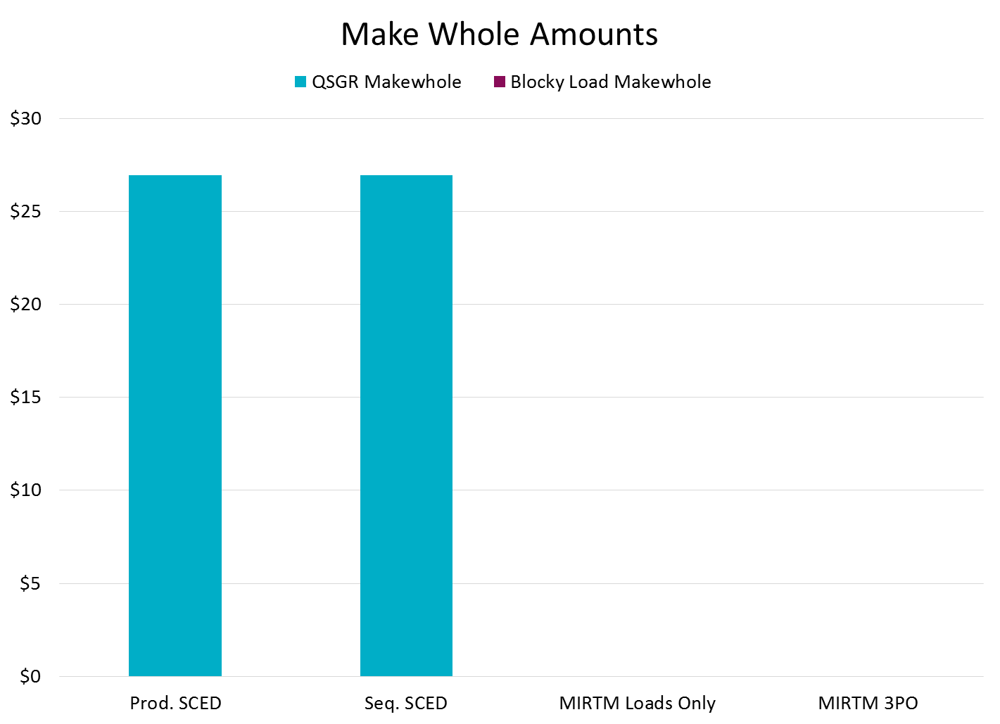 Make Whole Amounts
QSGR Makewhole Blocky Load Makewhole
$30
$25
$20
$15
$10
$5
$0
Prod. SCED Seq. SCED MIRTM Loads Only MIRTM 3PO